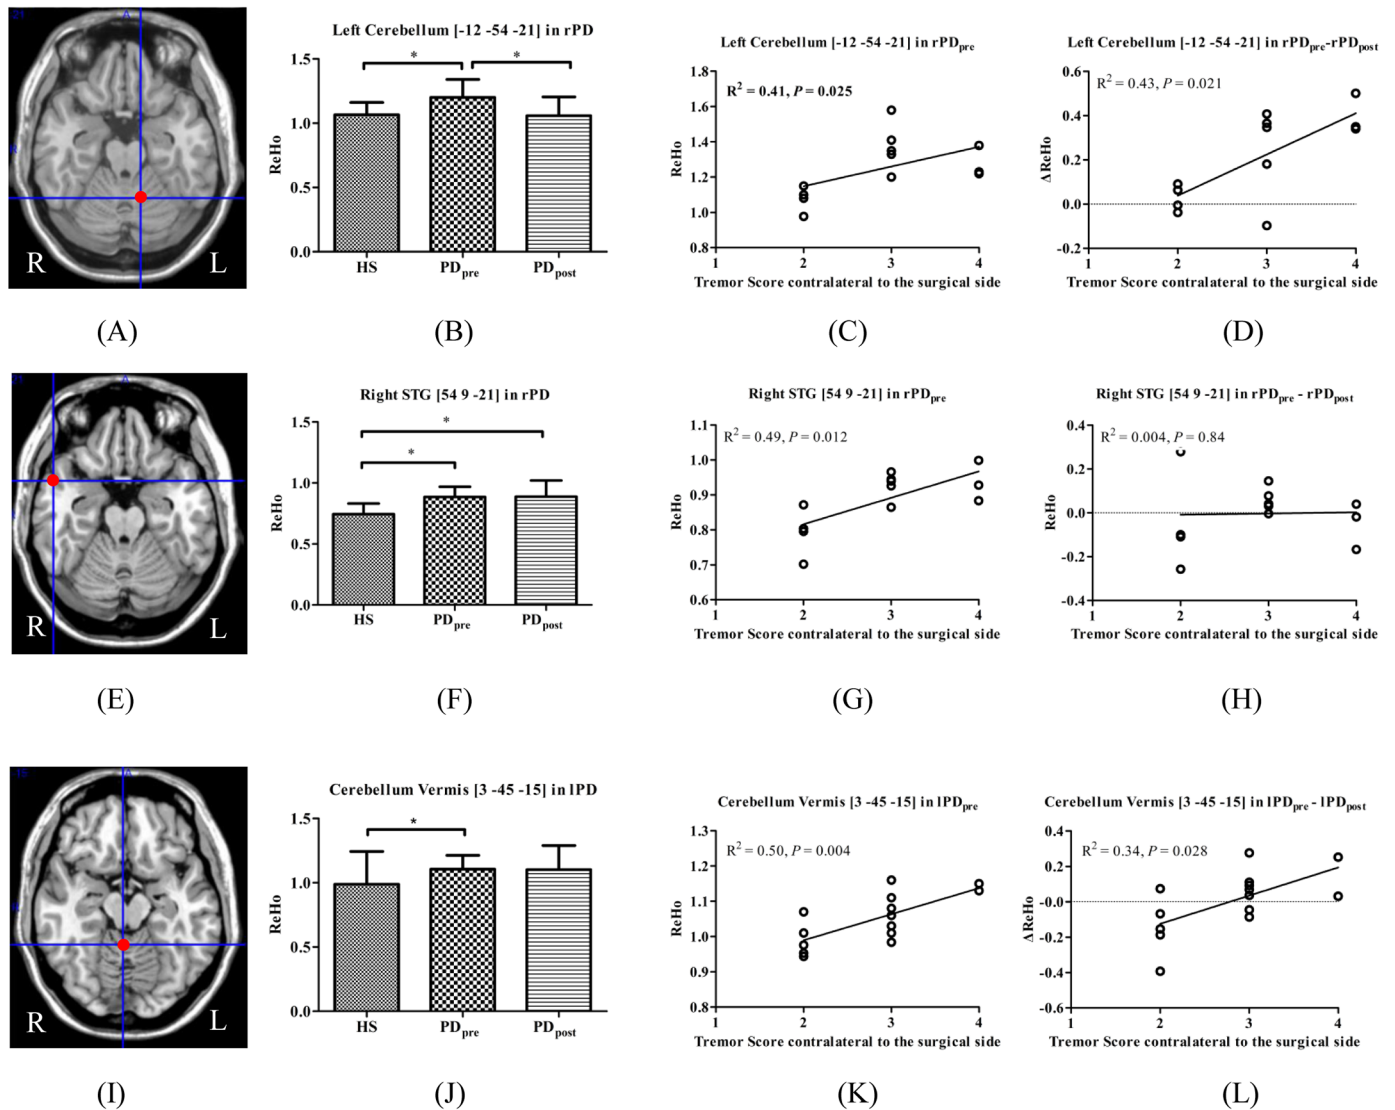 -21
A
R
R
L
(A)
Left Cerebellum [-12 -54 -21] in rPD
1.5
1.0
0.5
0.0
ReHo
*
*
HS
PDpre
PDpost
(B)
Left Cerebellum [-12 -54 -21] in rPDpre
R² = 0.41, P = 0.025
1.8
1.6
1.4
1.2
1.0
0.8
ReHo
1 2 3 4
Tremor Score contralateral to the surgical side
(C)
Left Cerebellum [-12 -54 -21] in rPDpre-rPDpost
R² = 0.43, P = 0.021
0.6
0.4
0.2
0.0
-0.2
ΔReHo
1 2 3 4
Tremor Score contralateral to the surgical side
(D)
A
R
L
(E)
Right STG [54 9 -21] in rPD
1.5
1.0
0.5
0.0
ReHo
*
*
HS
PDpre
PDpost
(F)
Right STG [54 9 -21] in rPDpre
R² = 0.49, P = 0.012
1.1
1.0
0.9
0.8
0.7
0.6
ReHo
1 2 3 4
Tremor Score contralateral to the surgical side
(G)
Right STG [54 9 -21] in rPDpre - rPDpost
R² = 0.004, P = 0.84
0.4
0.2
0.0
-0.2
-0.4
ReHo
1 2 3 4
Tremor Score contralateral to the surgical side
(H)
-15
A
R
L
(I)
Cerebellum Vermis [3 -45 -15] in lPD
1.5
1.0
0.5
0.0
ReHo
*
HS
PDpre
PDpost
(J)
Cerebellum Vermis [3 -45 -15] in lPDpre
R² = 0.50, P = 0.004
1.3
1.2
1.1
1.0
0.9
0.8
ReHo
1 2 3 4
Tremor Score contralateral to the surgical side
(K)
Cerebellum Vermis [3 -45 -15] in lPDpre - lPDpost
R² = 0.34, P = 0.028
0.4
0.2
-0.0
-0.2
-0.4
-0.6
ΔReHo
1 2 3 4
Tremor Score contralateral to the surgical side
(L)